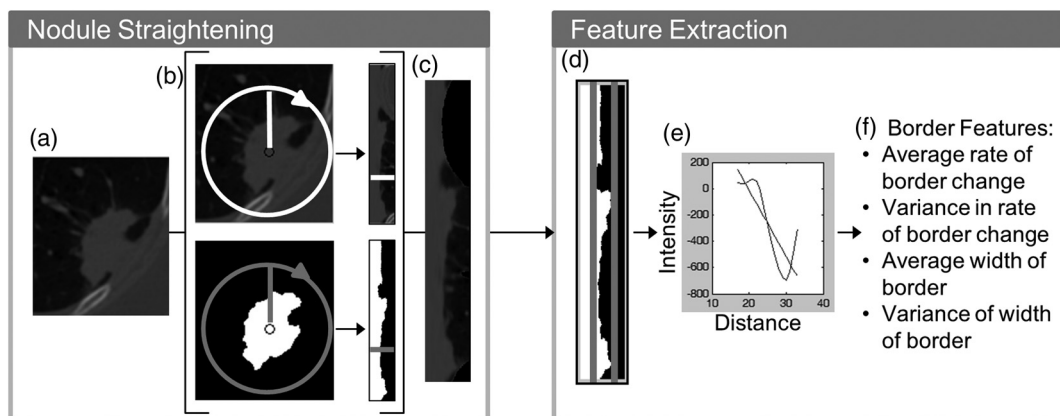 Nodule Straightening
Feature Extraction
(a)
(b)
(c)
(d)
(e)
(f) Border Features:
• Average rate of
border change
• Variance in rate
of border change
• Average width of
border
• Variance of width
of border
Intensity
200
0
-200
-400
-600
-800
10 20 30 40
Distance